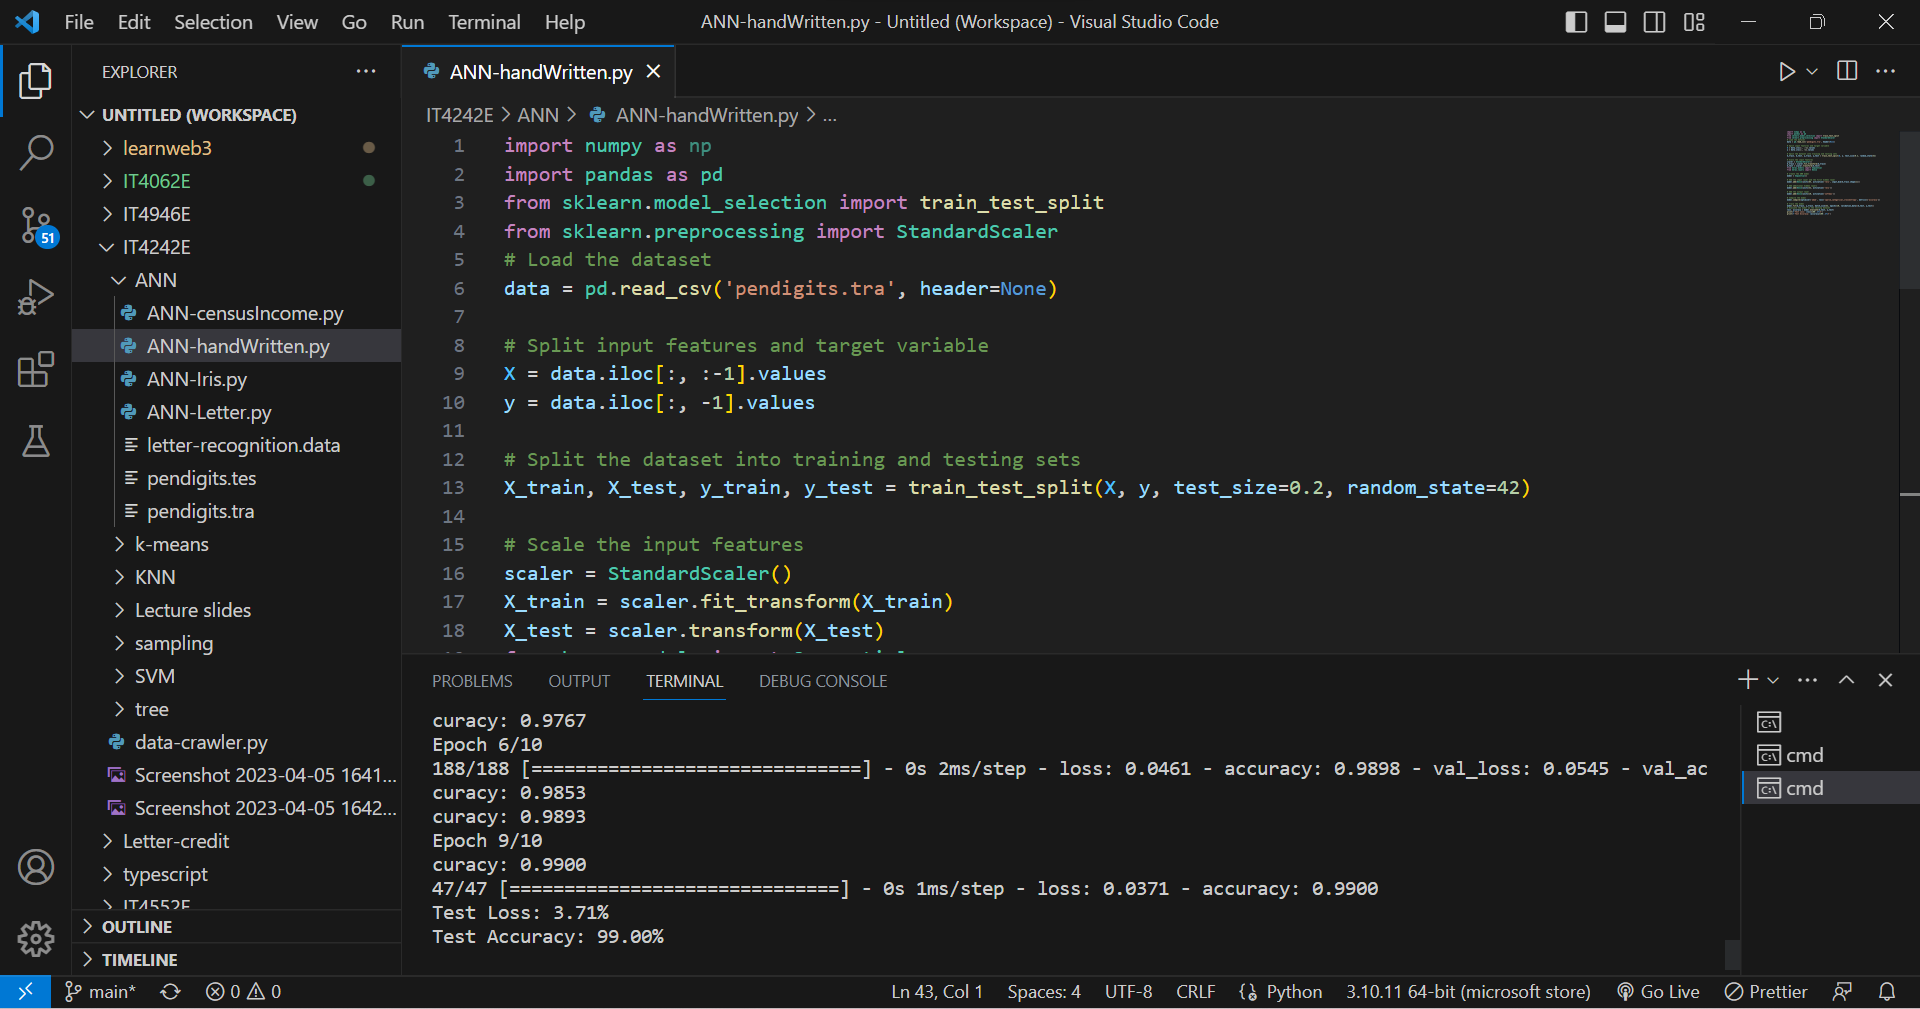 File Edit Selection View Go Run Terminal Help
ANN-handWritten.py - Untitled (Workspace) - Visual Studio Code
EXPLORER
UNTITLED (WORKSPACE)
learnweb3
IT4062E
IT4946E
IT4242E
ANN
ANN-censusIncome.py
ANN-handWritten.py
ANN-Iris.py
ANN-Letter.py
letter-recognition.data
pendigits.tes
pendigits.tra
k-means
KNN
Lecture slides
sampling
SVM
tree
data-crawler.py
Screenshot 2023-04-05 1641...
Screenshot 2023-04-05 1642...
Letter-credit
typescript
IT4552E
OUTLINE
TIMELINE
51
ANN-handWritten.py
IT4242E > ANN > ANN-handWritten.py > ...
1 import numpy as np
2 import pandas as pd
3 from sklearn.model_selection import train_test_split
4 from sklearn.preprocessing import StandardScaler
5 # Load the dataset
6 data = pd.read_csv('pendigits.tra', header=None)
7
8 # Split input features and target variable
9 X = data.iloc[:, :-1].values
10 y = data.iloc[:, -1].values
11
12 # Split the dataset into training and testing sets
13 X_train, X_test, y_train, y_test = train_test_split(X, y, test_size=0.2, random_state=42)
14
15 # Scale the input features
16 scaler = StandardScaler()
17 X_train = scaler.fit_transform(X_train)
18 X_test = scaler.transform(X_test)
PROBLEMS OUTPUT TERMINAL DEBUG CONSOLE
curacy: 0.9767
Epoch 6/10
188/188 [==============================] - 0s 2ms/step - loss: 0.0461 - accuracy: 0.9898 - val_loss: 0.0545 - val_ac
curacy: 0.9853
curacy: 0.9893
Epoch 9/10
curacy: 0.9900
47/47 [==============================] - 0s 1ms/step - loss: 0.0371 - accuracy: 0.9900
Test Loss: 3.71%
Test Accuracy: 99.00%
cmd
cmd
main* 0 0 Ln 43, Col 1 Spaces: 4 UTF-8 CRLF Python 3.10.11 64-bit (microsoft store) Go Live Prettier